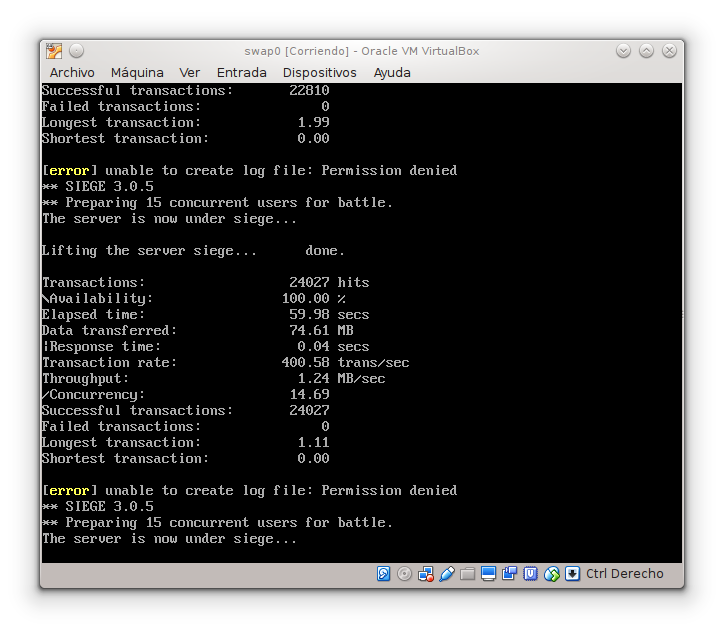 swap0 [Corriendo] - Oracle VM VirtualBox
Archivo Máquina Ver Entrada Dispositivos Ayuda
Successful transactions: 22810
Failed transactions: 0
Longest transaction: 1.99
Shortest transaction: 0.00
[error] unable to create log file: Permission denied
** SIEGE 3.0.5
** Preparing 15 concurrent users for battle.
The server is now under siege...
Lifting the server siege... done.
Transactions: 24027 hits
\Availability: 100.00 %
Elapsed time: 59.98 secs
Data transferred: 74.61 MB
|Response time: 0.04 secs
Transaction rate: 400.58 trans/sec
Throughput: 1.24 MB/sec
/Concurrency: 14.69
Successful transactions: 24027
Failed transactions: 0
Longest transaction: 1.11
Shortest transaction: 0.00
[error] unable to create log file: Permission denied
** SIEGE 3.0.5
** Preparing 15 concurrent users for battle.
The server is now under siege...
Ctrl Derecho